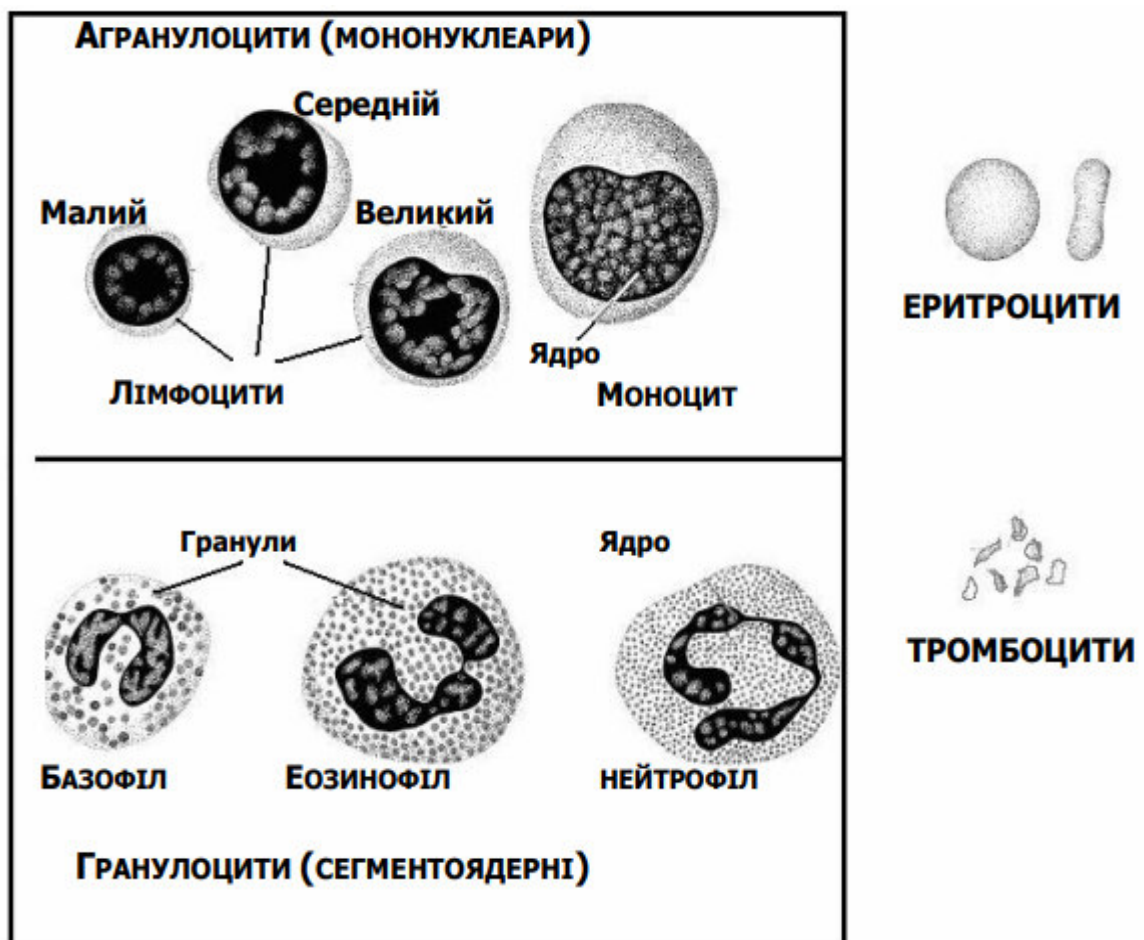 АГРАНУЛОЦИТИ (МОНОНУКЛЕАРИ)
Середній
Малий
Великий
Ядро
ЛІМФОЦИТИ
МОНОЦИТ
ЕРИТРОЦИТИ
Гранули
Ядро
ТРОМБОЦИТИ
БАЗОФІЛ
ЕОЗИНОФІЛ
НЕЙТРОФІЛ
ГРАНУЛОЦИТИ (СЕГМЕНТОЯДЕРНІ)